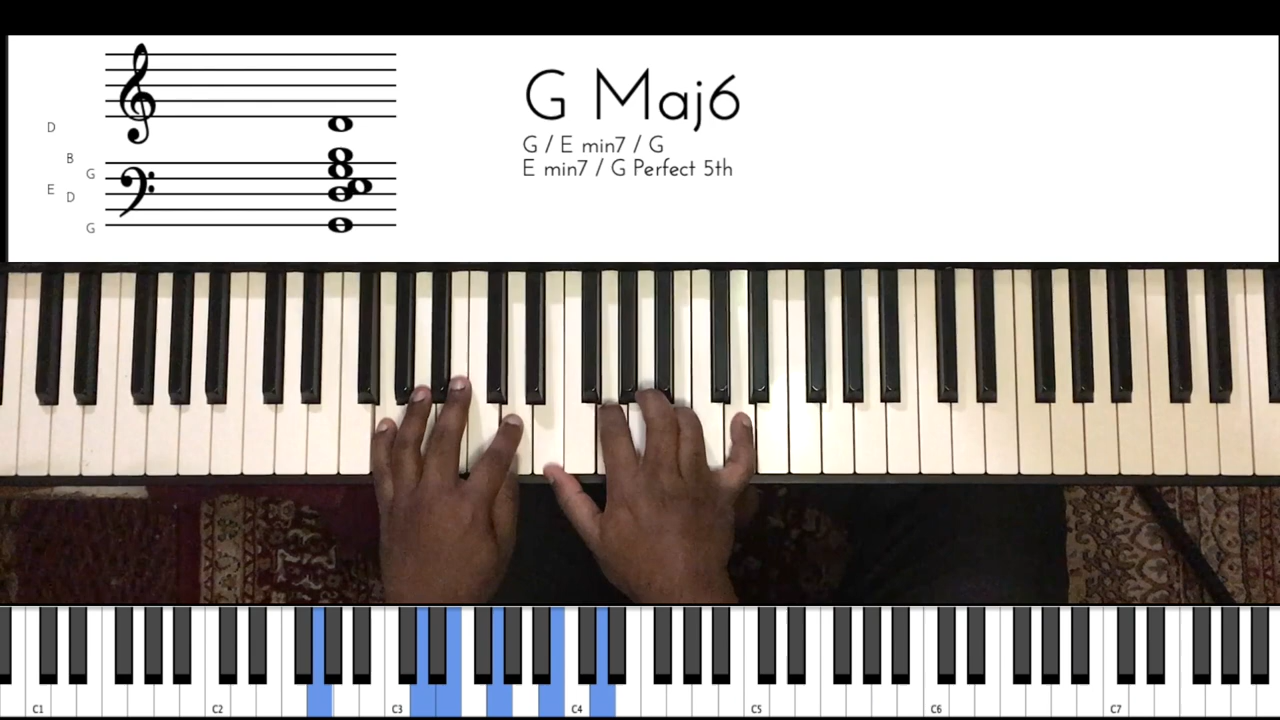 G Maj6
G / E min7 / G
E min7 / G Perfect 5th
D
B
G
E
D
G
C1
C2
C3
C4
C5
C6
C7